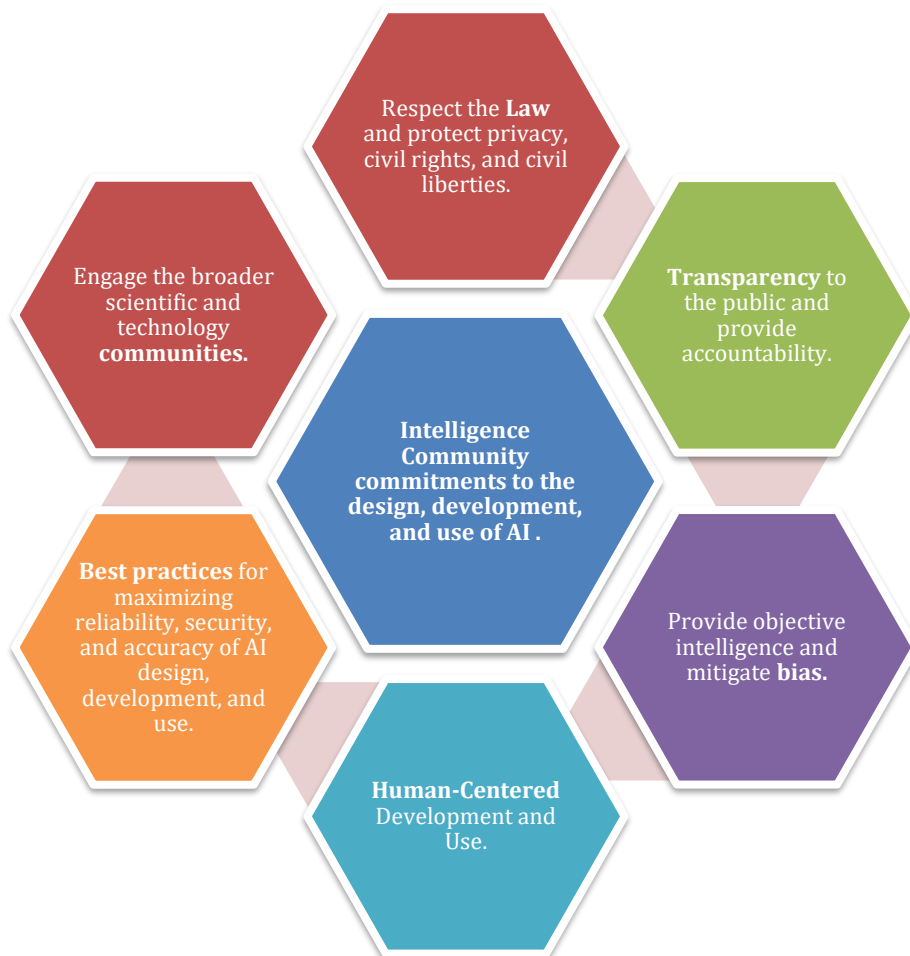 Respect the Law
and protect privacy,
civil rights, and civil
liberties.
Transparency to
the public and
provide
accountability.
Provide objective
intelligence and
mitigate bias.
Human-Centered
Development and
Use.
Best practices for
maximizing
reliability, security,
and accuracy of AI
design,
development, and
use.
Engage the broader
scientific and
technology
communities.
Intelligence
Community
commitments to the
design, development,
and use of AI .